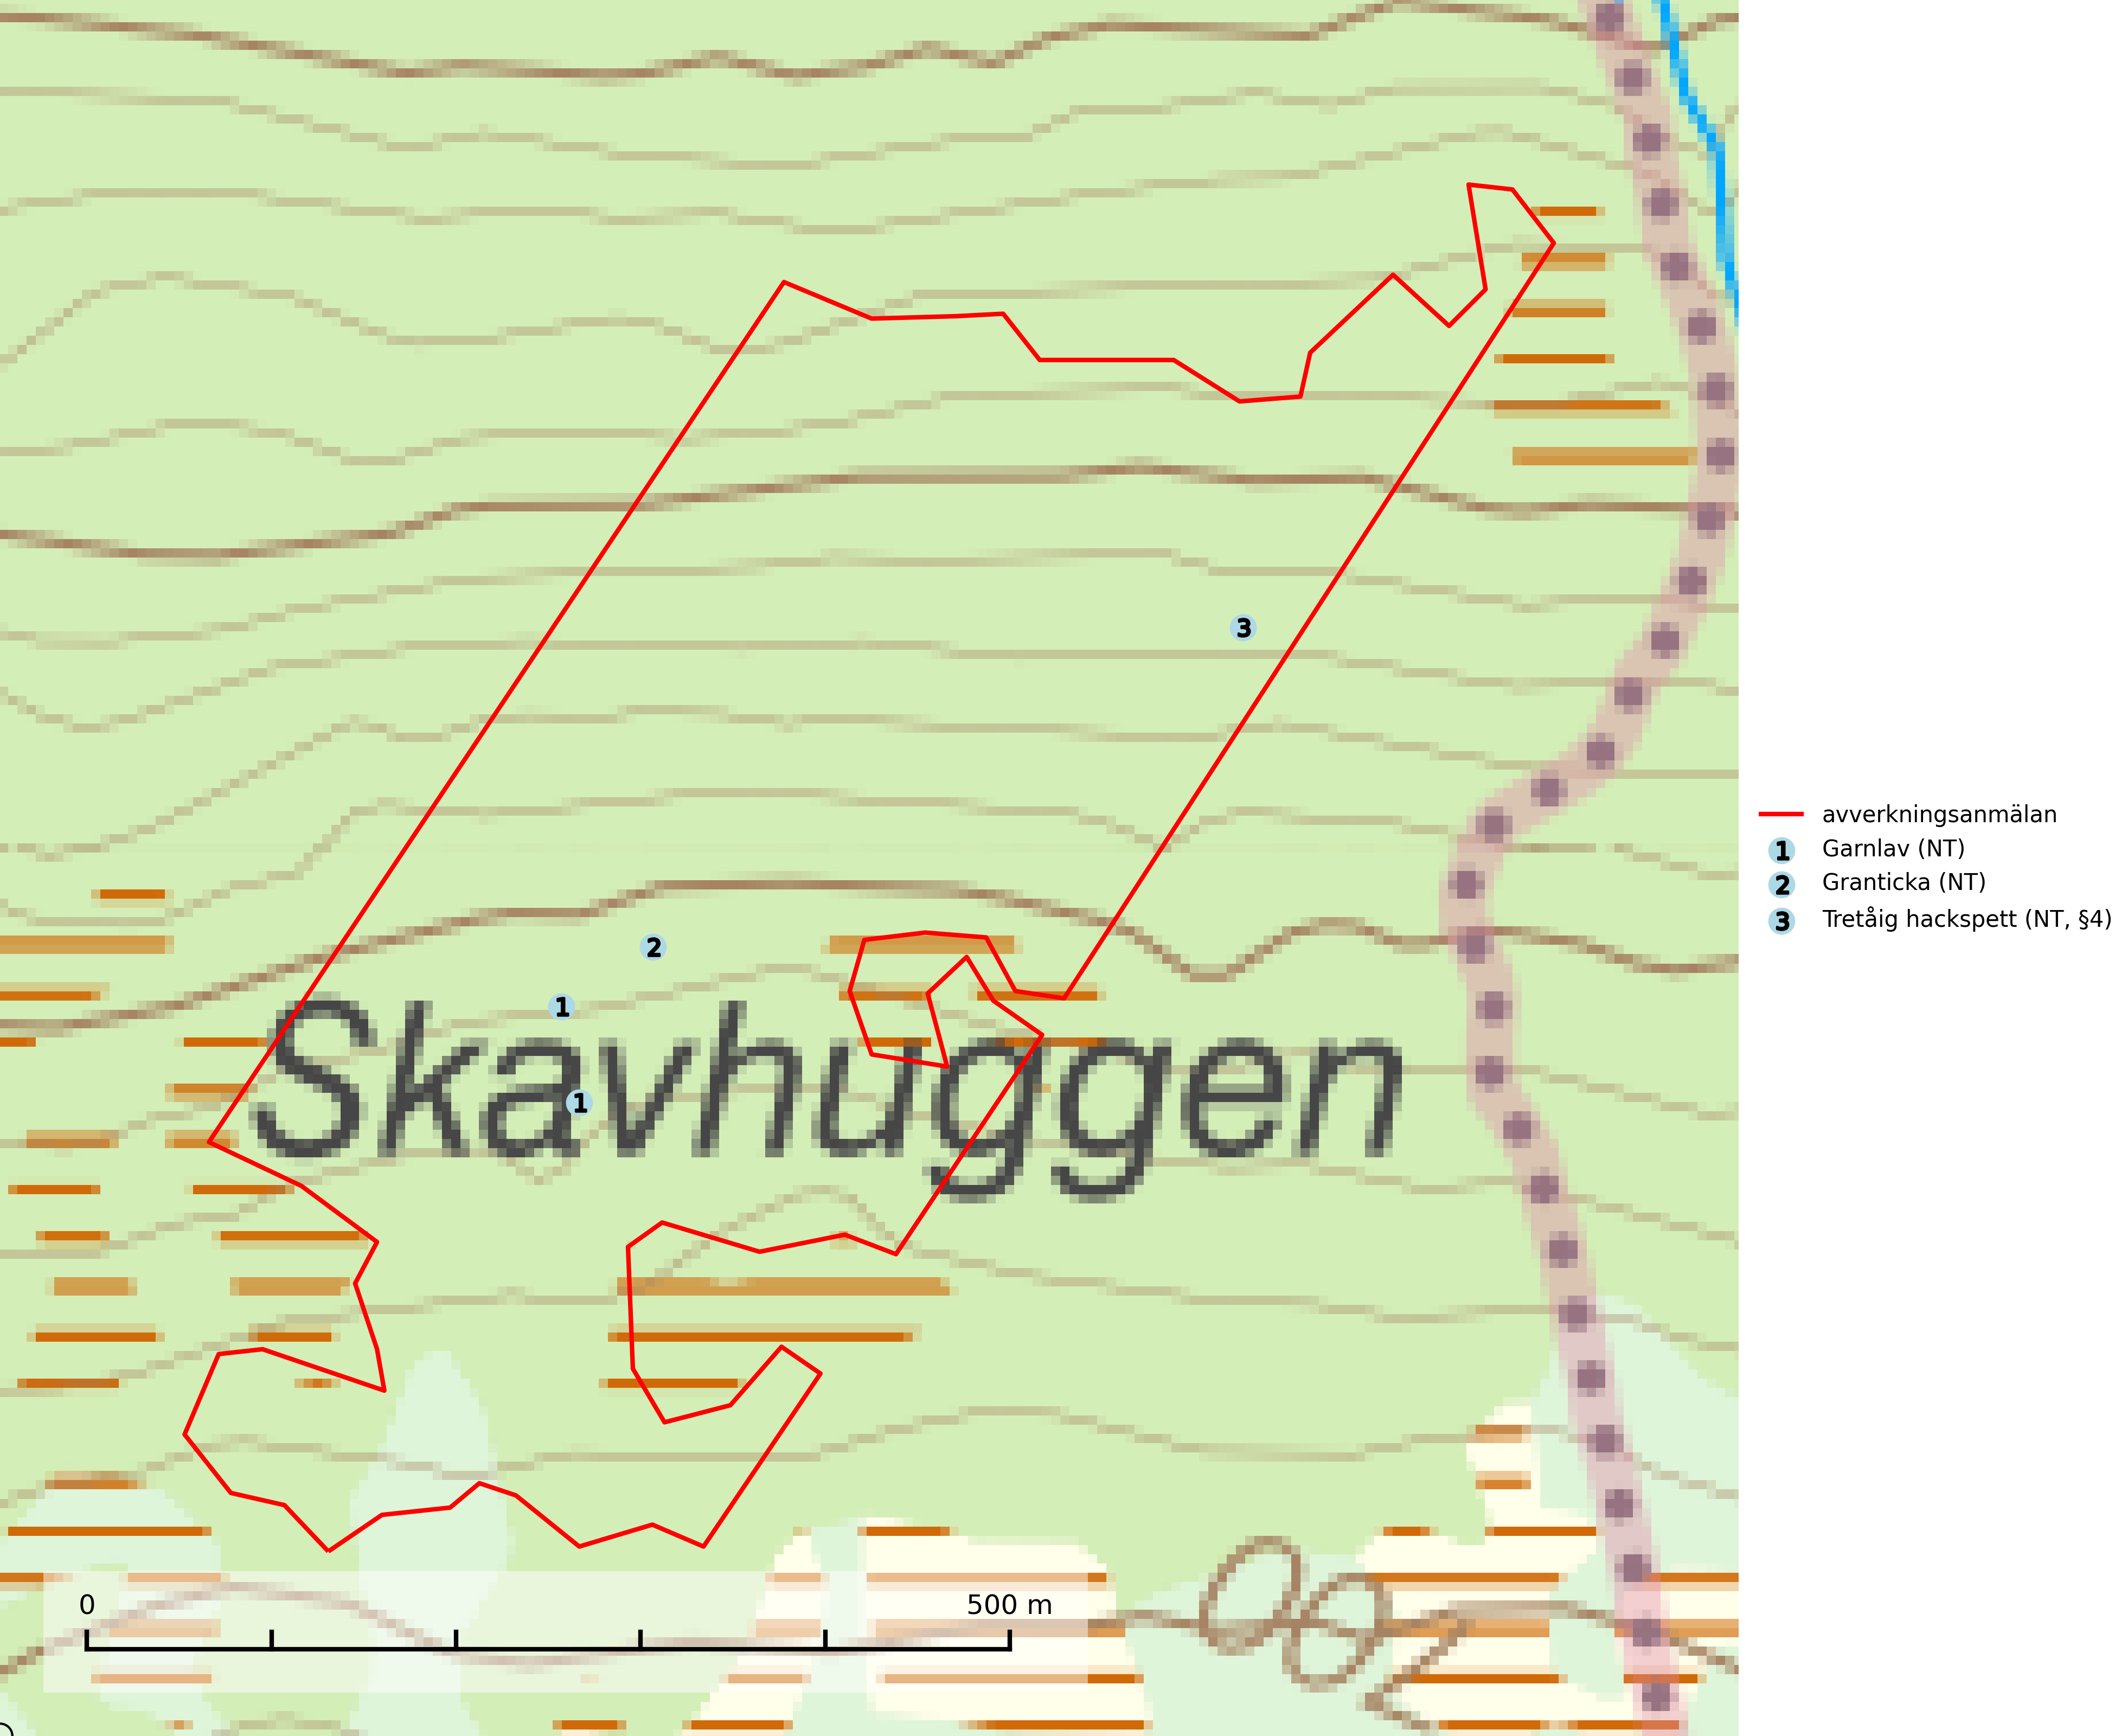 3
2
1
Skavhuggen
1
0 500 m
avverkningsanmälan
1 Garnlav (NT)
2 Granticka (NT)
3 Tretåig hackspett (NT, §4)